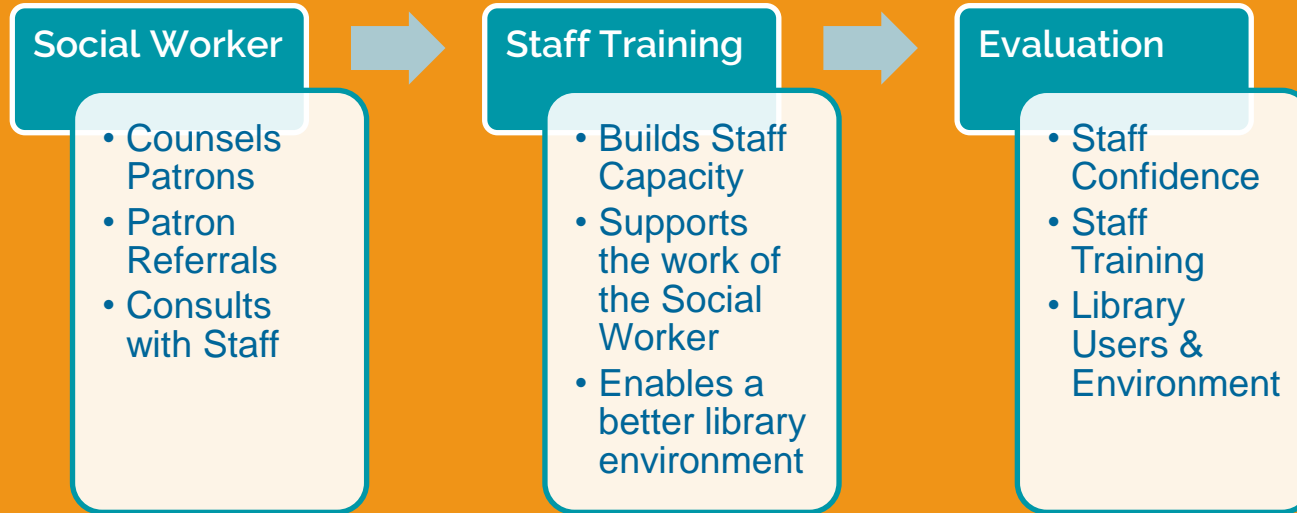 Social Worker
• Counsels
Patrons
• Patron
Referrals
• Consults
with Staff
Staff Training
• Builds Staff
Capacity
• Supports
the work of
the Social
Worker
• Enables a
better library
environment
Evaluation
• Staff
Confidence
• Staff
Training
• Library
Users &
Environment